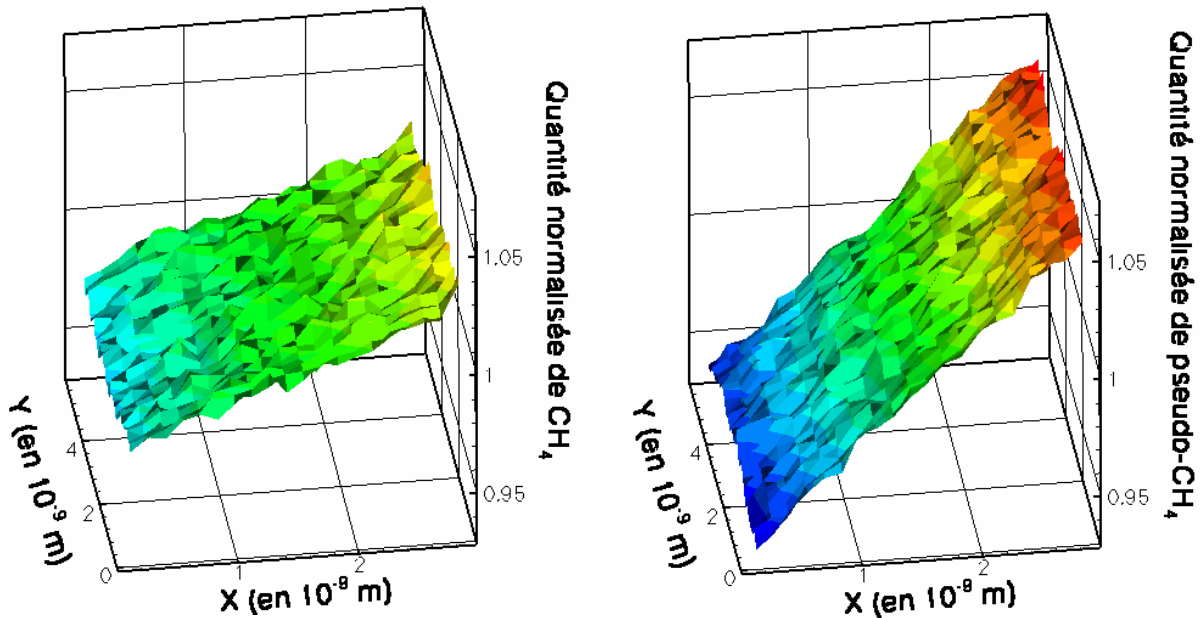 Quantité normalisée de CH₄
1.05
1
0.95
Y (en 10⁻⁹ m)
4
2
0
1
2
X (en 10⁻⁸ m)
Quantité normalisée de pseudo-CH₄
1.05
1
0.95
Y (en 10⁻⁹ m)
4
2
0
1
2
X (en 10⁻⁸ m)